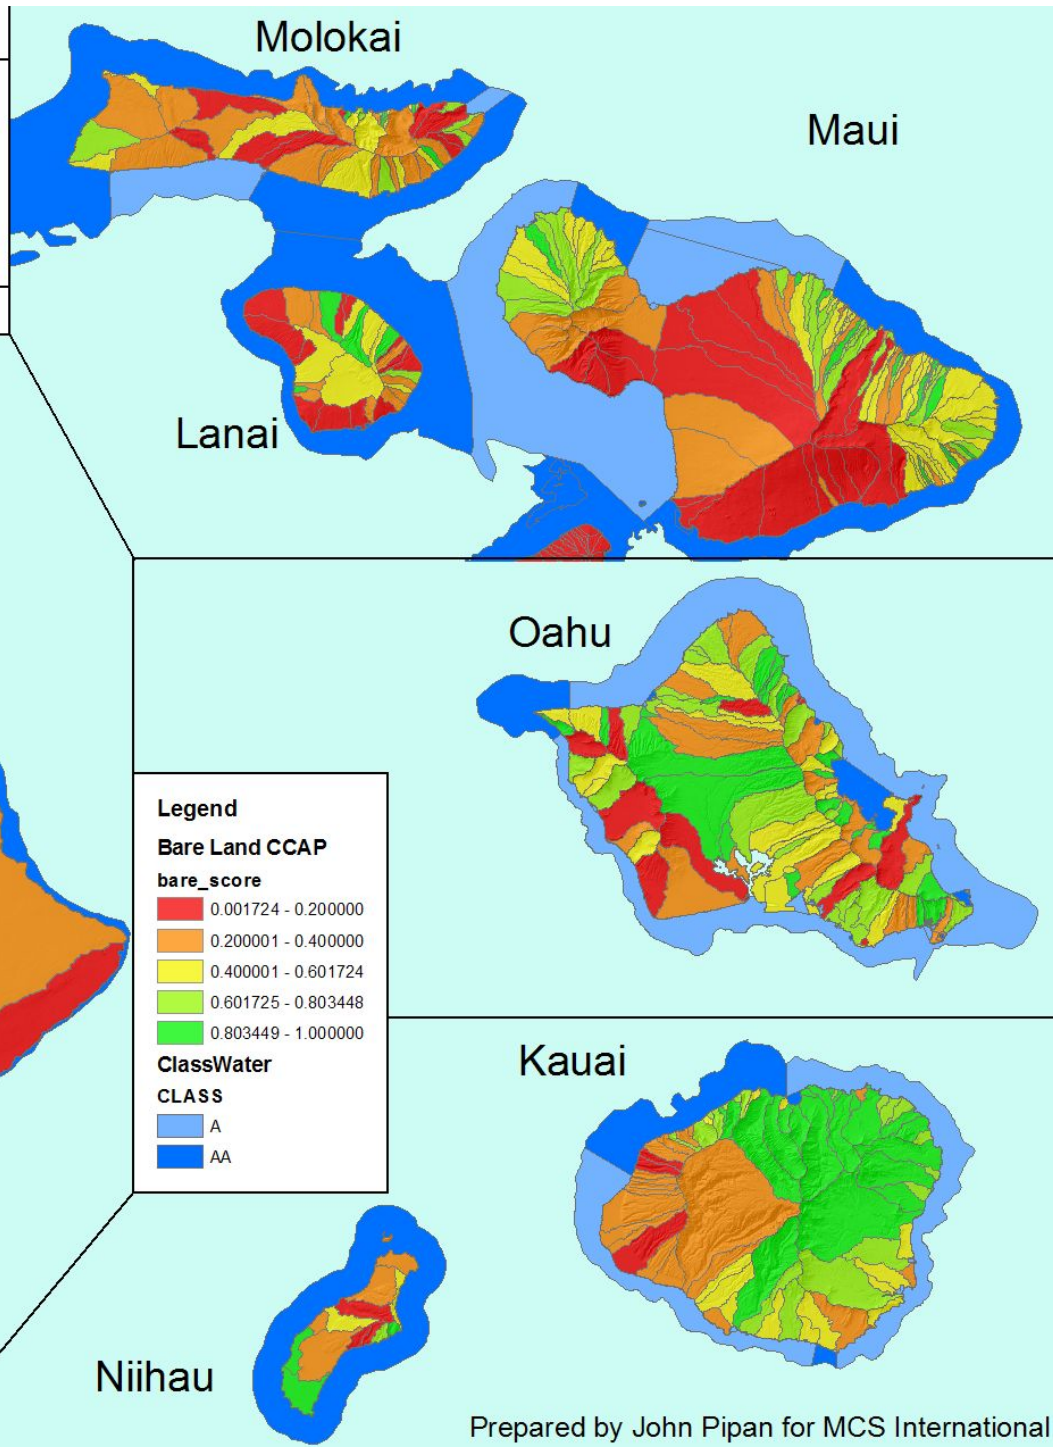 Molokai
Maui
Lanai
Oahu
Legend
Bare Land CCAP
bare_score
0.001724 - 0.200000
0.200001 - 0.400000
0.400001 - 0.601724
0.601725 - 0.803448
0.803449 - 1.000000
ClassWater
CLASS
A
AA
Kauai
Niihau
Prepared by John Pipan for MCS International